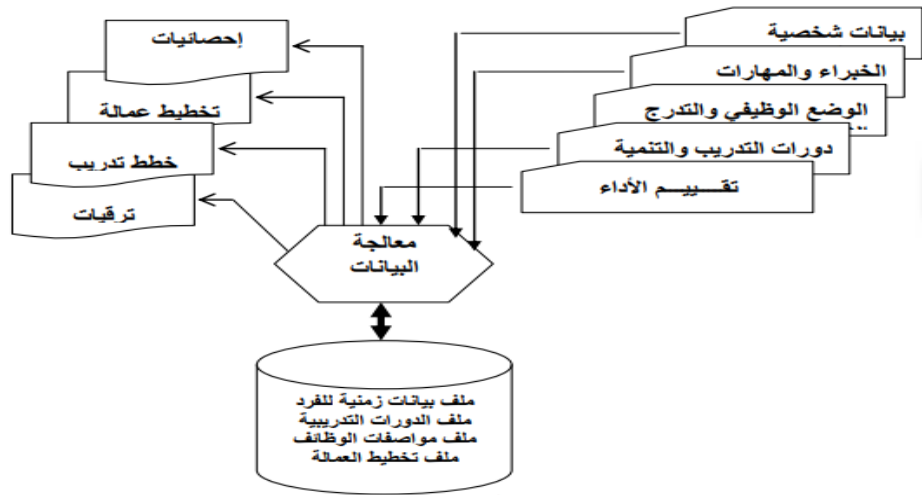 بيانات شخصية
الخبراء والمهارات
الوضع الوظيفي والتدرج
دورات التدريب والتنمية
تقـــــييـــــم الأداء
إحصائيات
تخطيط عمالة
خطط تدريب
ترقيات
معالجة
البيانات
ملف بيانات زمنية للفرد
ملف الدورات التدريبية
ملف مواصفات الوظائف
ملف تخطيط العمالة